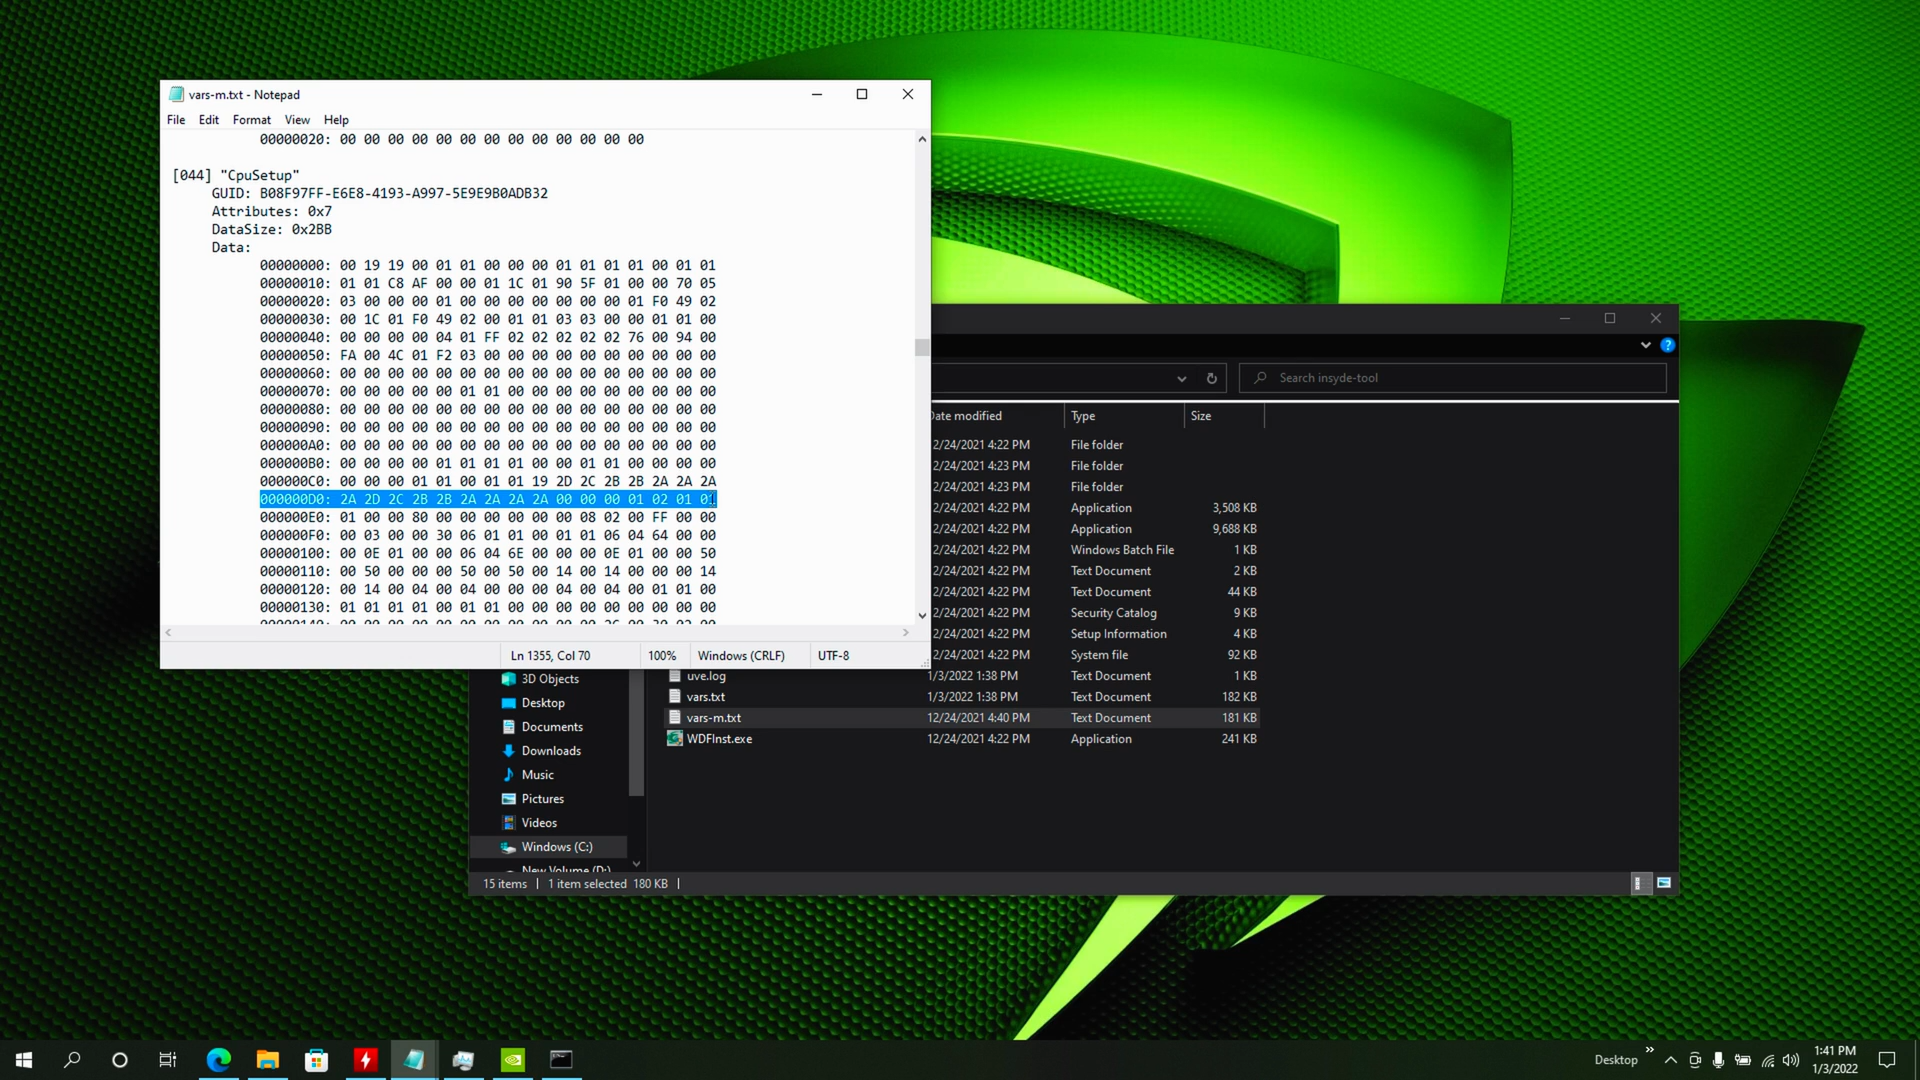 vars-m.txt - Notepad
File Edit Format View Help
00000020: 00 00 00 00 00 00 00 00 00 00 00 00 00
[044] "CpuSetup"
GUID: B08F97FF-E6E8-4193-A997-5E9E9B0ADB32
Attributes: 0x7
DataSize: 0x2BB
Data:
00000000: 00 19 19 00 01 01 00 00 00 01 01 01 01 00 01 01
00000010: 01 01 C8 AF 00 00 01 1C 01 90 5F 01 00 00 70 05
00000020: 03 00 00 00 01 00 00 00 00 00 00 00 01 F0 49 02
00000030: 00 1C 01 F0 49 02 00 01 01 03 03 00 00 01 01 00
00000040: 00 00 00 00 04 01 FF 02 02 02 02 02 76 00 94 00
00000050: FA 00 4C 01 F2 03 00 00 00 00 00 00 00 00 00 00
00000060: 00 00 00 00 00 00 00 00 00 00 00 00 00 00 00 00
00000070: 00 00 00 00 00 01 01 00 00 00 00 00 00 00 00 00
00000080: 00 00 00 00 00 00 00 00 00 00 00 00 00 00 00 00
00000090: 00 00 00 00 00 00 00 00 00 00 00 00 00 00 00 00
000000A0: 00 00 00 00 00 00 00 00 00 00 00 00 00 00 00 00
000000B0: 00 00 00 00 01 01 01 01 00 00 01 01 00 00 00 00
000000C0: 00 00 00 01 01 00 01 01 19 2D 2C 2B 2B 2A 2A 2A
000000D0: 2A 2D 2C 2B 2B 2A 2A 2A 2A 00 00 00 01 02 01 01
000000E0: 01 00 00 80 00 00 00 00 00 00 08 02 00 FF 00 00
000000F0: 00 03 00 00 30 06 01 01 00 01 01 06 04 64 00 00
00000100: 00 0E 01 00 00 06 04 6E 00 00 00 0E 01 00 00 50
00000110: 00 50 00 00 00 50 00 50 00 14 00 14 00 00 00 14
00000120: 00 14 00 04 00 04 00 00 00 04 00 04 00 01 01 00
00000130: 01 01 01 01 00 01 01 00 00 00 00 00 00 00 00 00
Ln 1355, Col 70 100% Windows (CRLF) UTF-8
Search insyde-tool
Date modified Type Size
2/24/2021 4:22 PM File folder
2/24/2021 4:23 PM File folder
2/24/2021 4:23 PM File folder
2/24/2021 4:22 PM Application 3,508 KB
2/24/2021 4:22 PM Application 9,688 KB
2/24/2021 4:22 PM Windows Batch File 1 KB
2/24/2021 4:22 PM Text Document 2 KB
2/24/2021 4:22 PM Text Document 44 KB
2/24/2021 4:22 PM Security Catalog 9 KB
2/24/2021 4:22 PM Setup Information 4 KB
2/24/2021 4:22 PM System file 92 KB
uve.log 1/3/2022 1:38 PM Text Document 1 KB
vars.txt 1/3/2022 1:38 PM Text Document 182 KB
vars-m.txt 12/24/2021 4:40 PM Text Document 181 KB
WDFInst.exe 12/24/2021 4:22 PM Application 241 KB
3D Objects
Desktop
Documents
Downloads
Music
Pictures
Videos
Windows (C:)
New Volume (D:)
15 items 1 item selected 180 KB
Desktop
1:41 PM
1/3/2022